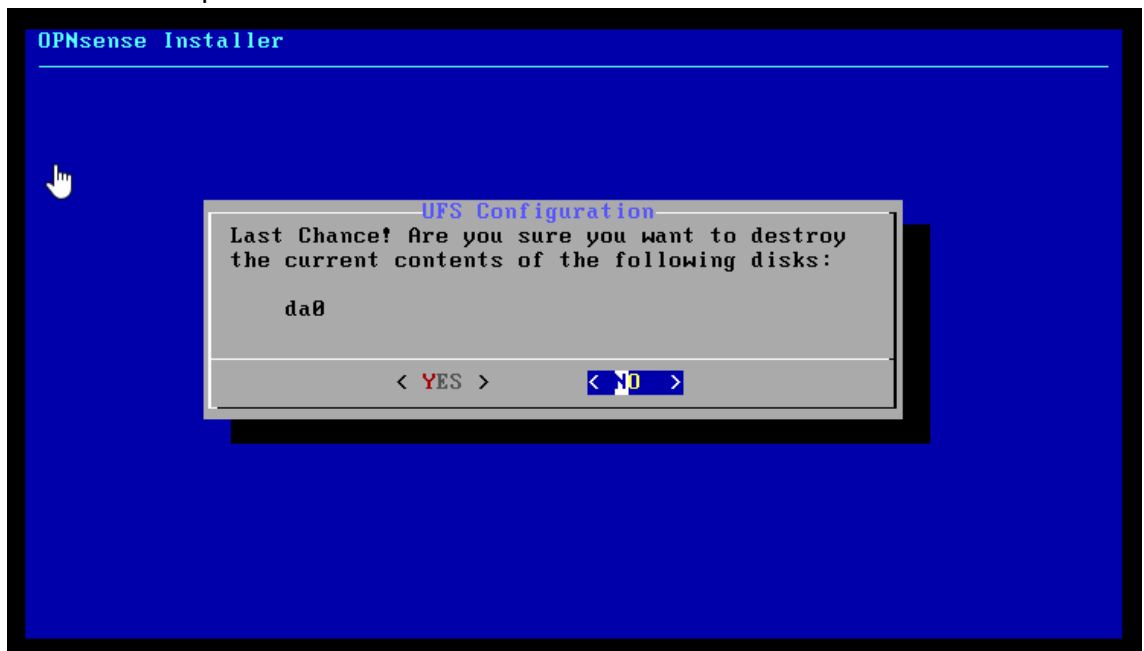 OPNsense Installer
UFS Configuration
Last Chance! Are you sure you want to destroy
the current contents of the following disks:
da0
< YES > < NO >